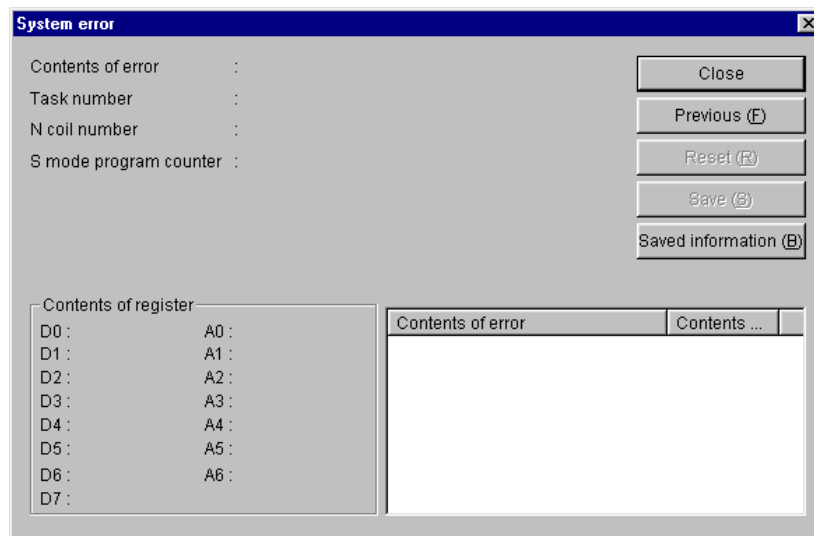 System error
Contents of error :
Task number :
N coil number :
S mode program counter :
Close
Previous (F)
Reset (R)
Save (S)
Saved information (B)
Contents of register
D0 : A0 :
D1 : A1 :
D2 : A2 :
D3 : A3 :
D4 : A4 :
D5 : A5 :
D6 : A6 :
D7 :
Contents of error Contents ...